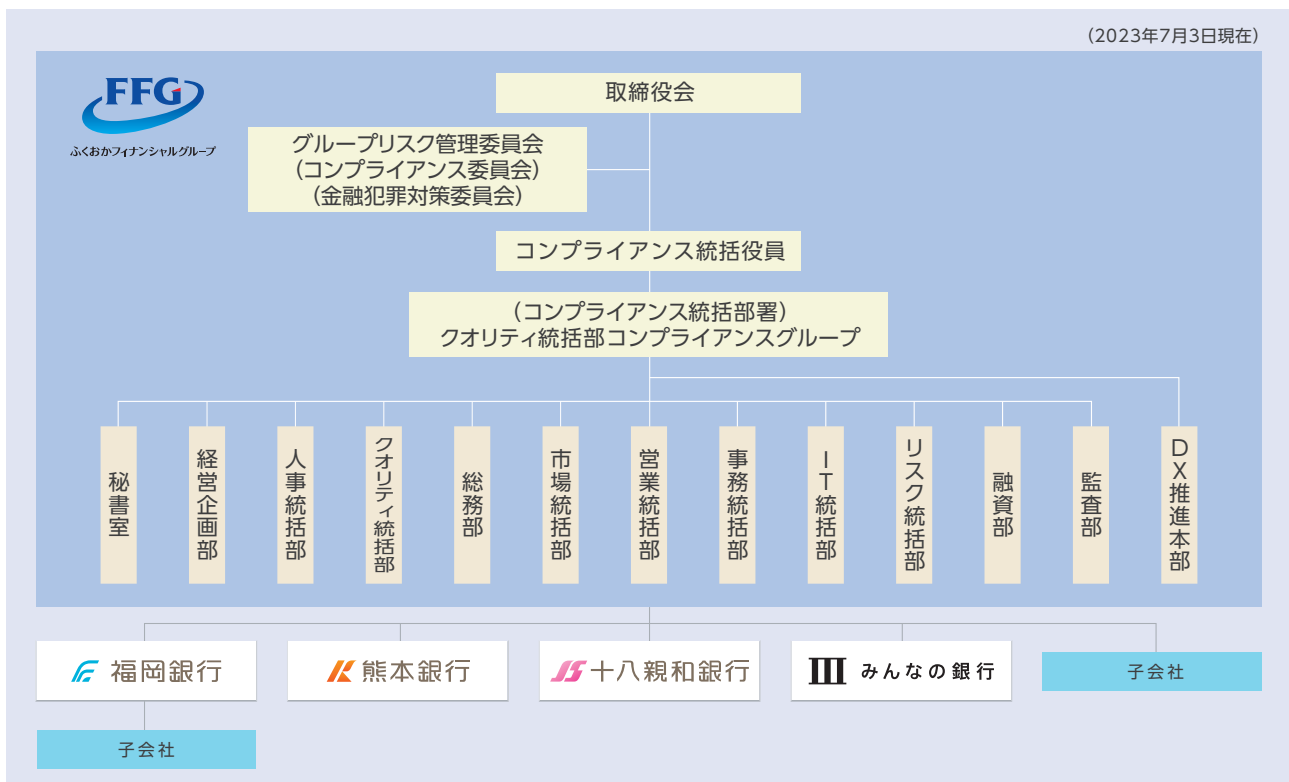 （2023年7月3日現在）
FFG
ふくおかフィナンシャルグループ
取締役会
グループリスク管理委員会
（コンプライアンス委員会）
（金融犯罪対策委員会）
コンプライアンス統括役員
（コンプライアンス統括部署）
クオリティ統括部コンプライアンスグループ
秘書室
経営企画部
人事統括部
クオリティ統括部
総務部
市場統括部
営業統括部
事務統括部
IT統括部
リスク統括部
融資部
監査部
DX推進本部
福岡銀行
熊本銀行
十八親和銀行
みんなの銀行
子会社
子会社